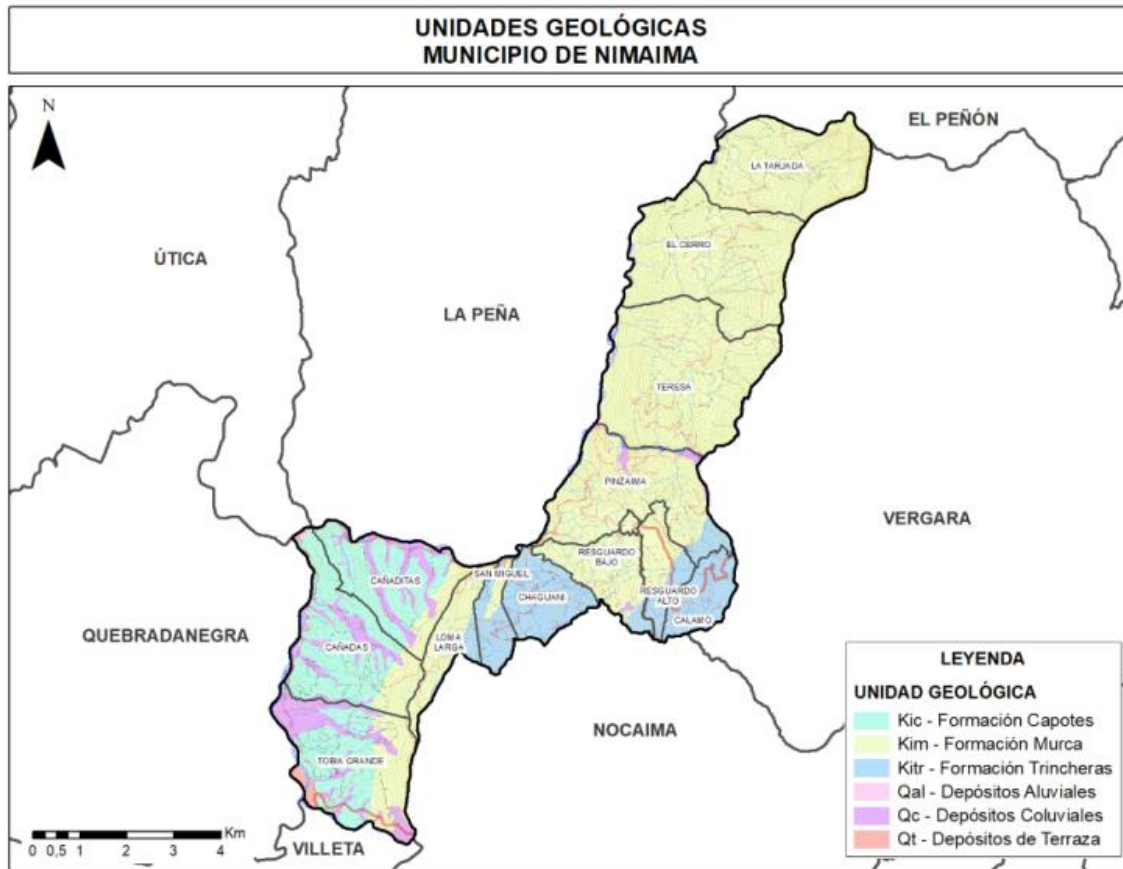 UNIDADES GEOLÓGICAS
MUNICIPIO DE NIMAIMA
N
EL PEÑÓN
LA TARJADA
EL CERRO
ÚTICA
LA PEÑA
TERESA
PINZAIMA
VERGARA
RESGUARDO
BAJO
SAN MIGUEL
CAÑADITAS
CHAGUANI
RESGUARDO
ALTO
CALAMO
QUEBRADANEGRA
CAÑADAS
LOMA
LARGA
NOCAIMA
TOBIA GRANDE
VILLETA
Km
0 0,5 1 2 3 4
LEYENDA
UNIDAD GEOLÓGICA
Kic - Formación Capotes
Kim - Formación Murca
Kitr - Formación Trincheras
Qal - Depósitos Aluviales
Qc - Depósitos Coluviales
Qt - Depósitos de Terraza